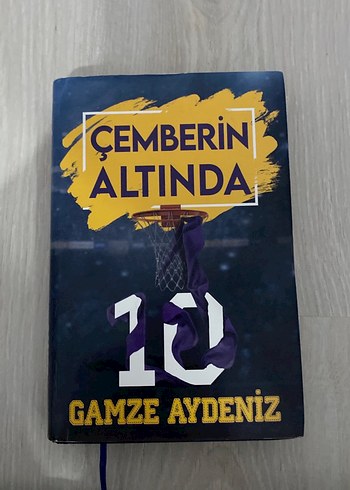 ÇEMBERİN
ALTINDA
10
GAMZE AYDENİZ